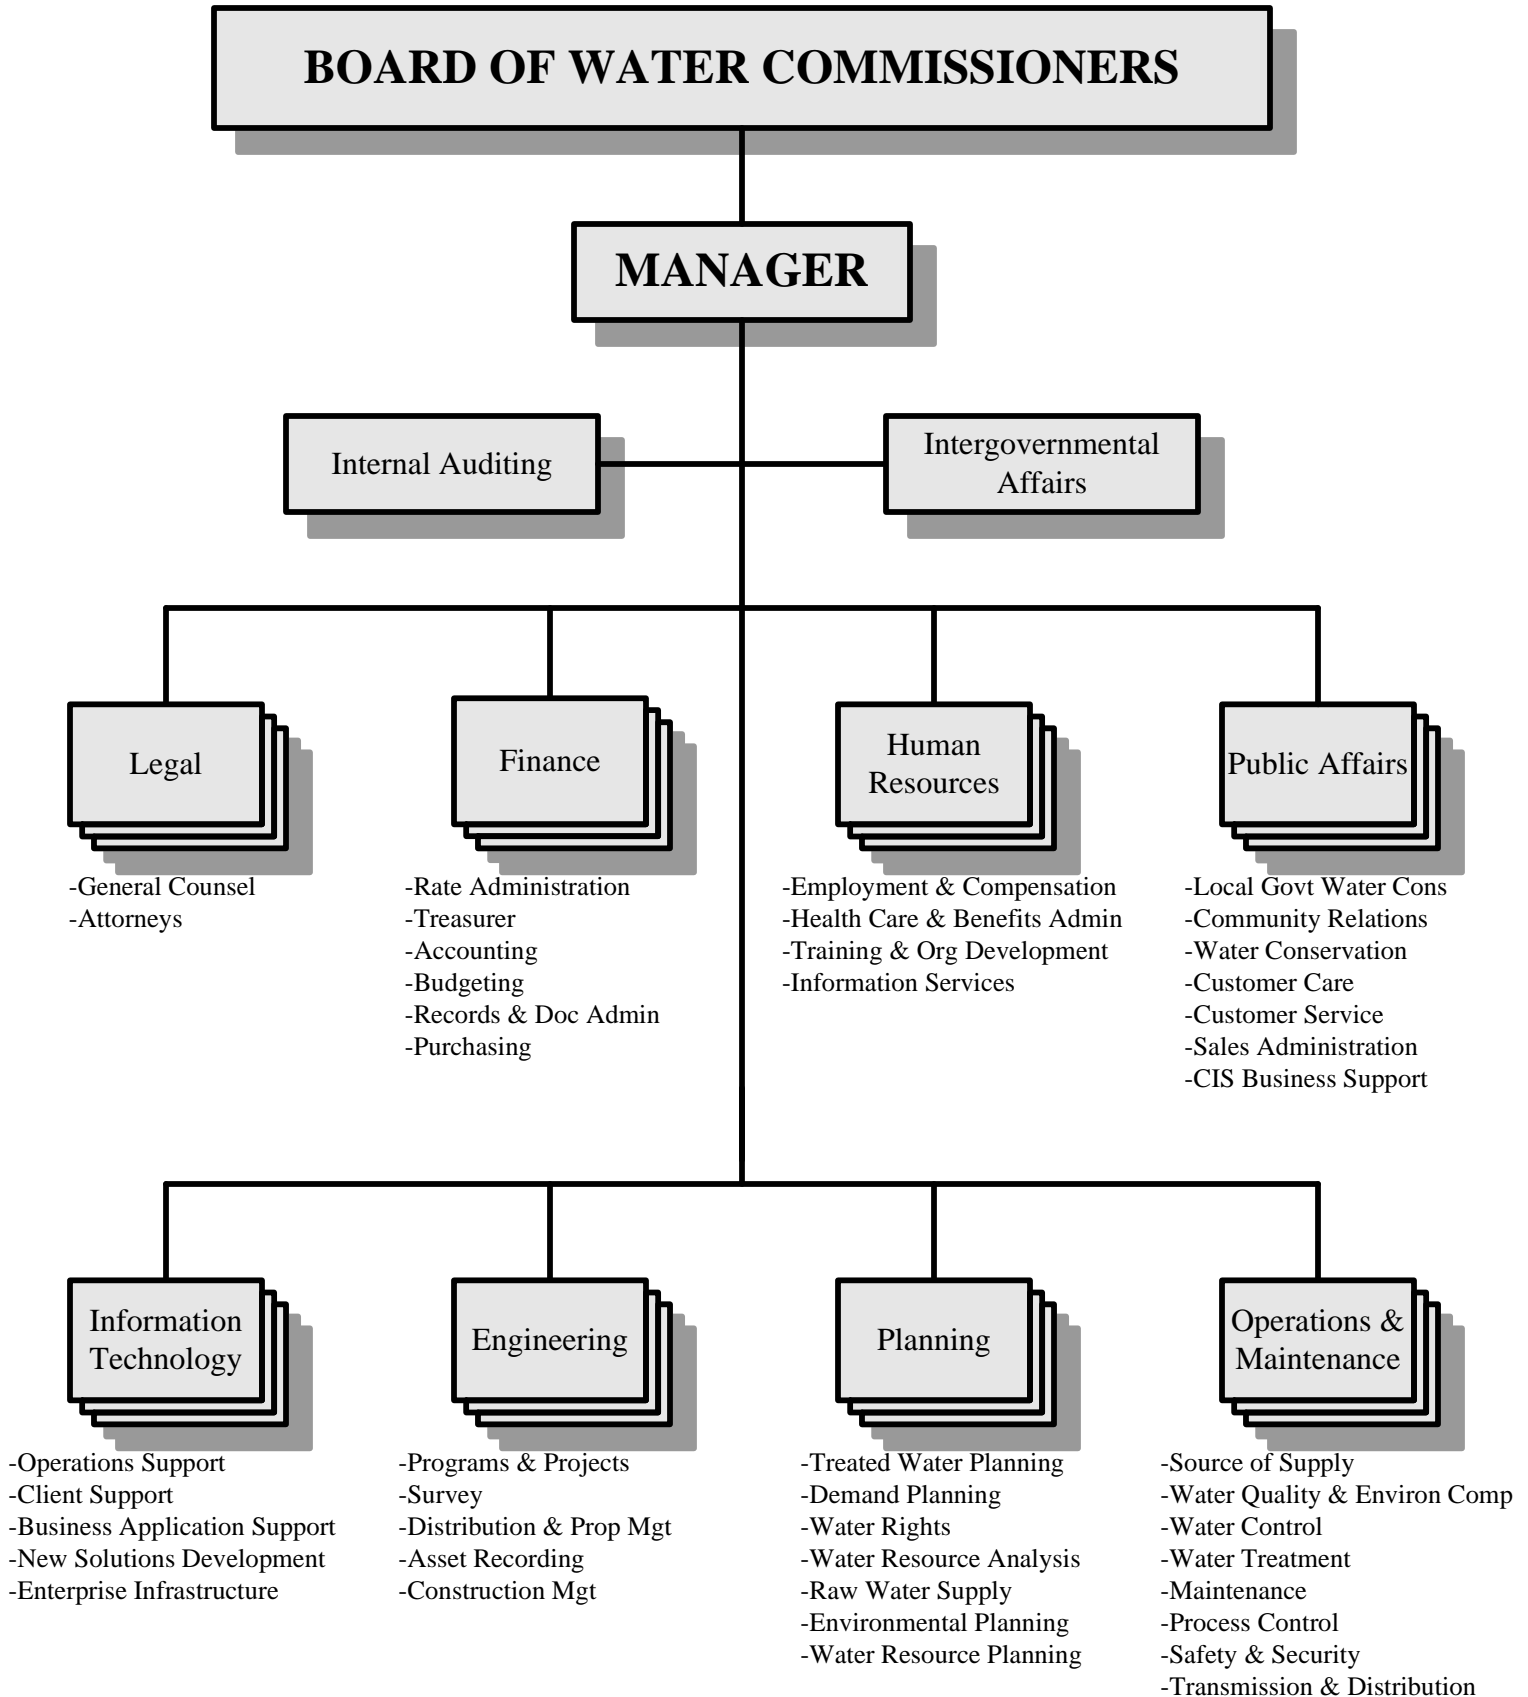 BOARD OF WATER COMMISSIONERS
MANAGER
Internal Auditing
Intergovernmental
Affairs
Legal
-General Counsel
-Attorneys
Finance
-Rate Administration
-Treasurer
-Accounting
-Budgeting
-Records & Doc Admin
-Purchasing
Human
Resources
-Employment & Compensation
-Health Care & Benefits Admin
-Training & Org Development
-Information Services
Public Affairs
-Local Govt Water Cons
-Community Relations
-Water Conservation
-Customer Care
-Customer Service
-Sales Administration
-CIS Business Support
Information
Technology
-Operations Support
-Client Support
-Business Application Support
-New Solutions Development
-Enterprise Infrastructure
Engineering
-Programs & Projects
-Survey
-Distribution & Prop Mgt
-Asset Recording
-Construction Mgt
Planning
-Treated Water Planning
-Demand Planning
-Water Rights
-Water Resource Analysis
-Raw Water Supply
-Environmental Planning
-Water Resource Planning
Operations &
Maintenance
-Source of Supply
-Water Quality & Environ Comp
-Water Control
-Water Treatment
-Maintenance
-Process Control
-Safety & Security
-Transmission & Distribution